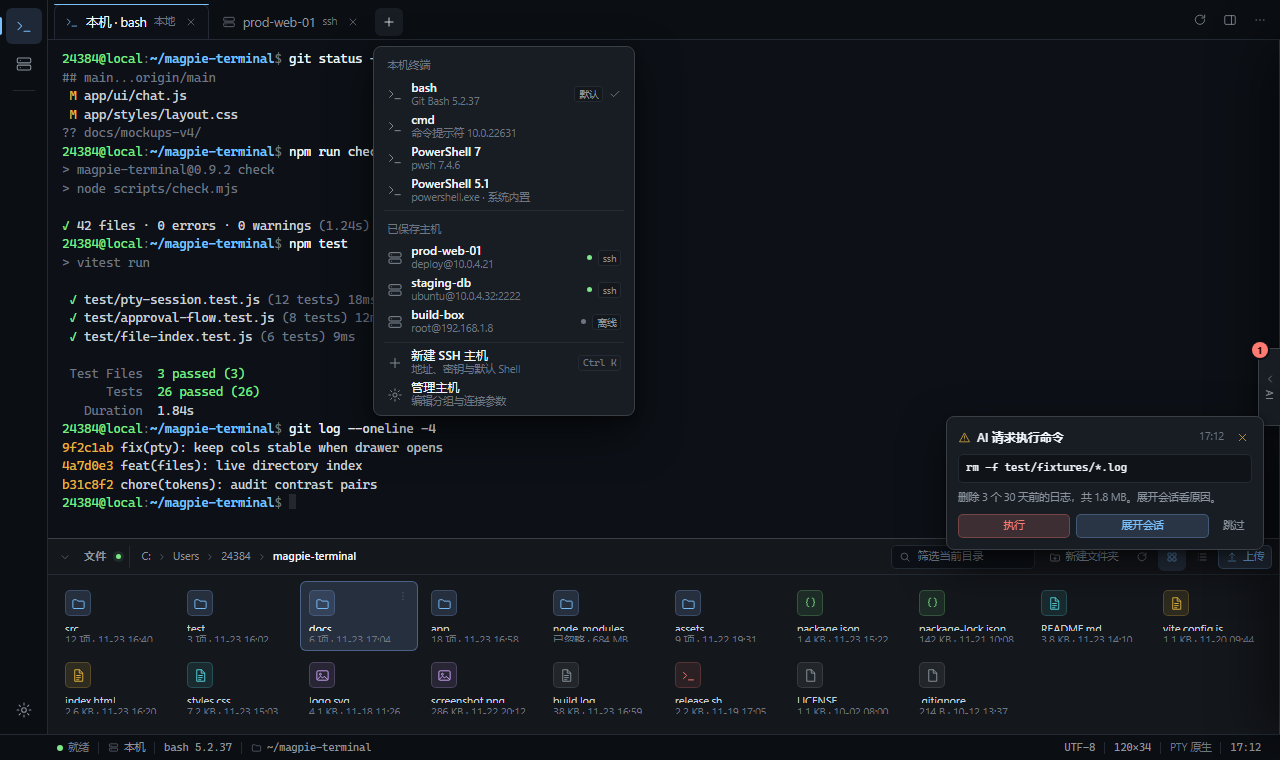 本机 · bash 本地
prod-web-01 ssh
24384@local:~/magpie-terminal$ git status
## main...origin/main
M app/ui/chat.js
M app/styles/layout.css
?? docs/mockups-v4/
24384@local:~/magpie-terminal$ npm run chec
> magpie-terminal@0.9.2 check
> node scripts/check.mjs
✓ 42 files · 0 errors · 0 warnings (1.24s)
24384@local:~/magpie-terminal$ npm test
> vitest run
✓ test/pty-session.test.js (12 tests) 18ms
✓ test/approval-flow.test.js (8 tests) 12m
✓ test/file-index.test.js (6 tests) 9ms
Test Files 3 passed (3)
Tests 26 passed (26)
Duration 1.84s
24384@local:~/magpie-terminal$ git log --oneline -4
9f2c1ab fix(pty): keep cols stable when drawer opens
4a7d0e3 feat(files): live directory index
b31c8f2 chore(tokens): audit contrast pairs
24384@local:~/magpie-terminal$
本机终端
bash 默认
Git Bash 5.2.37
cmd
命令提示符 10.0.22631
PowerShell 7
pwsh 7.4.6
PowerShell 5.1
powershell.exe · 系统内置
已保存主机
prod-web-01 ssh
deploy@10.0.4.21
staging-db ssh
ubuntu@10.0.4.32:2222
build-box 离线
root@192.168.1.8
新建 SSH 主机 Ctrl K
地址、密钥与默认 Shell
管理主机
编辑分组与连接参数
1
AI
AI 请求执行命令 17:12
rm -f test/fixtures/*.log
删除 3 个 30 天前的日志，共 1.8 MB。展开会话看原因。
执行 展开会话 跳过
文件 C: Users 24384 magpie-terminal 筛选当前目录 新建文件夹 上传
src test docs app node_modules assets package.json package-lock.json README.md vite.config.js
12 项 · 11-23 16:40 3 项 · 11-23 16:02 6 项 · 11-23 17:04 18 项 · 11-23 16:58 已忽略 · 684 MB 9 项 · 11-22 19:31 1.4 KB · 11-23 15:22 142 KB · 11-21 10:08 3.8 KB · 11-23 14:10 1.1 KB · 11-20 09:44
index.html styles.css logo.svg screenshot.png build.log release.sh LICENSE .gitignore
2.6 KB · 11-23 16:20 7.2 KB · 11-23 15:03 4.1 KB · 11-18 11:26 286 KB · 11-22 20:12 38 KB · 11-23 16:59 2.2 KB · 11-19 17:05 1.1 KB · 10-02 08:00 214 B · 10-12 13:37
就绪 本机 bash 5.2.37 ~/magpie-terminal UTF-8 120×34 PTY 原生 17:12